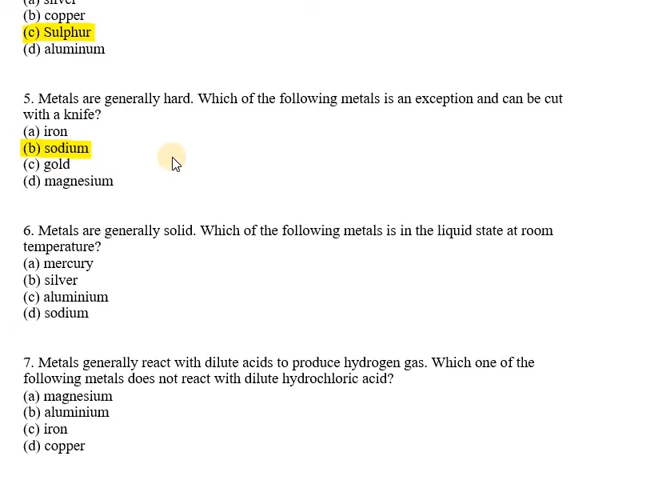 (a) silver
(b) copper
(c) Sulphur
(d) aluminum
5. Metals are generally hard. Which of the following metals is an exception and can be cut
with a knife?
(a) iron
(b) sodium
(c) gold
(d) magnesium
6. Metals are generally solid. Which of the following metals is in the liquid state at room
temperature?
(a) mercury
(b) silver
(c) aluminium
(d) sodium
7. Metals generally react with dilute acids to produce hydrogen gas. Which one of the
following metals does not react with dilute hydrochloric acid?
(a) magnesium
(b) aluminium
(c) iron
(d) copper